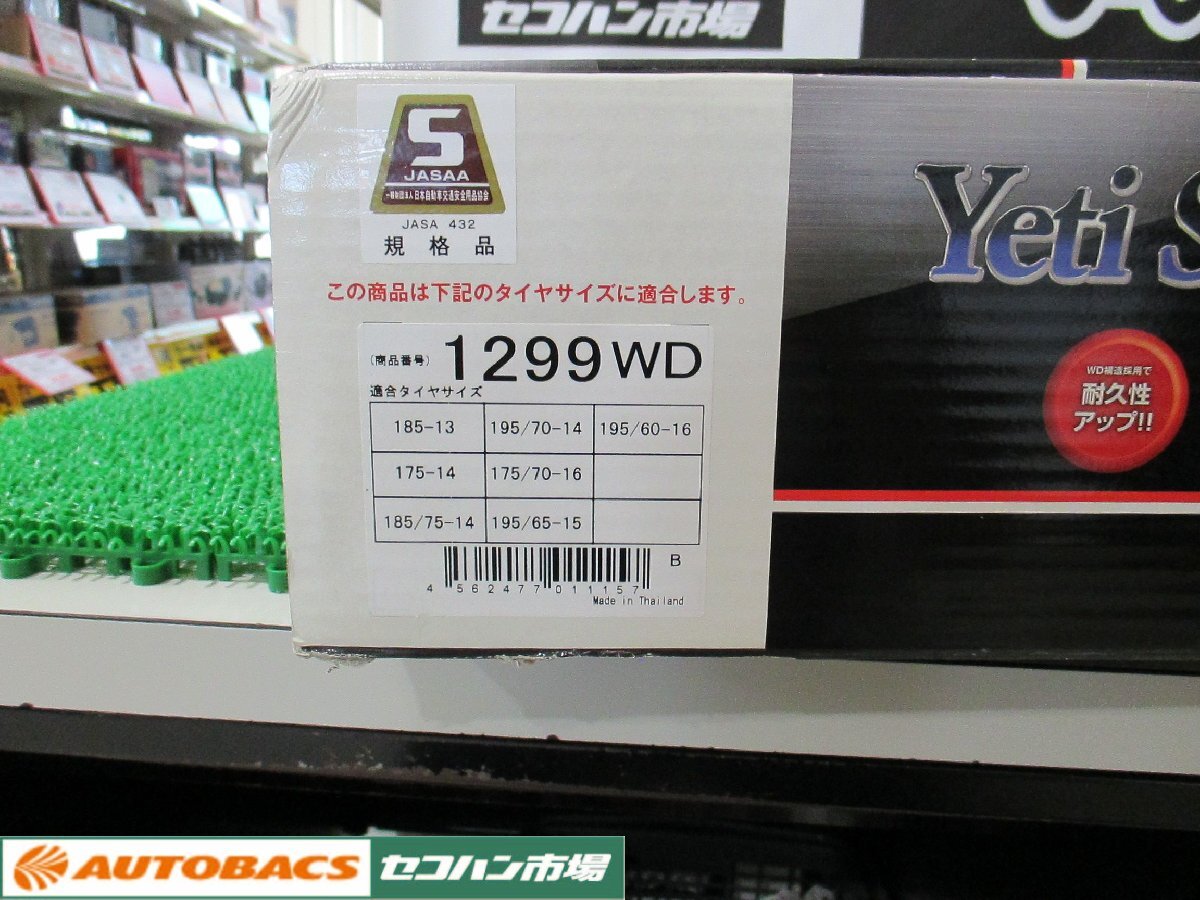 セコハン市場
S
JASAA
一般財団法人 日本自動車交通安全用品協会
JASA 432
規格品
この商品は下記のタイヤサイズに適合します。
(商品番号) 1299WD
適合タイヤサイズ
185-13 195/70-14 195/60-16
175-14 175/70-16
185/75-14 195/65-15
B
4 562477 011157
Made in Thailand
Yeti S
WD構造採用で
耐久性
アップ!!
AUTOBACS セコハン市場